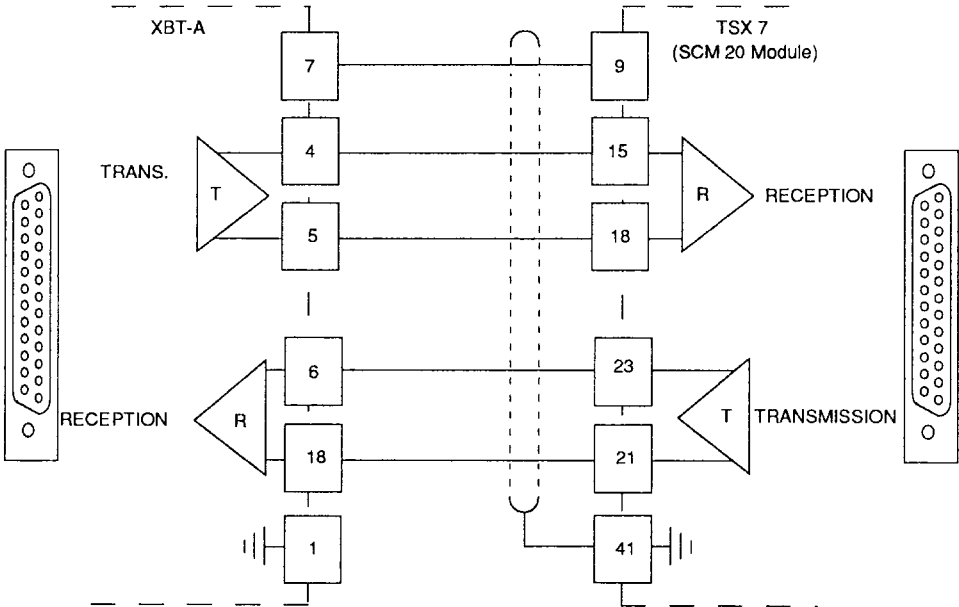 XBT-A
TSX 7
(SCM 20 Module)
7
9
TRANS.
T
4
15
R
RECEPTION
5
18
6
23
RECEPTION
R
T
TRANSMISSION
18
21
1
41